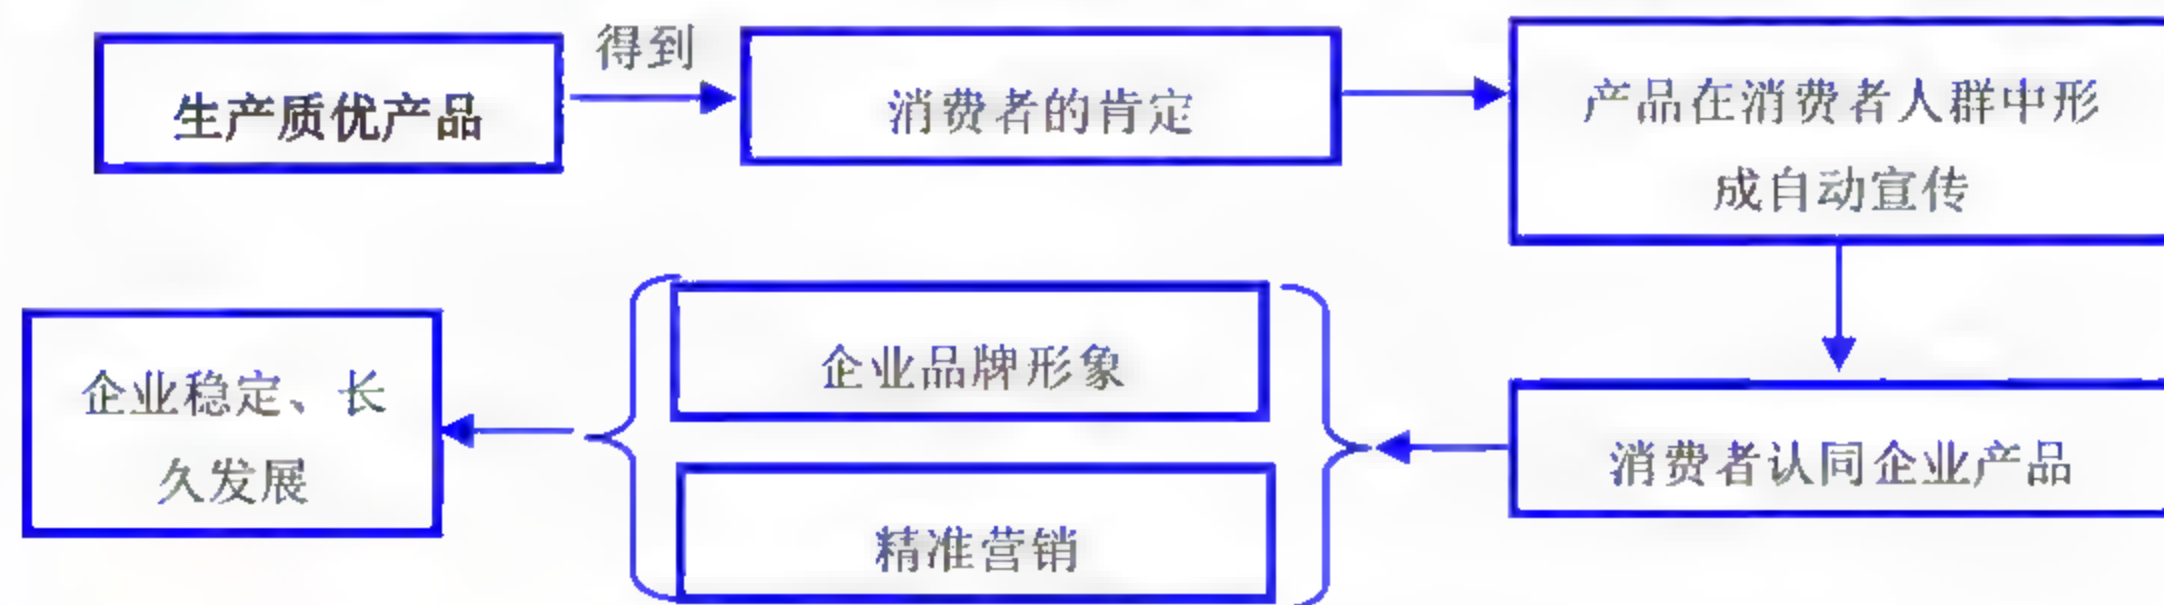 得到
生产质优产品
消费者的肯定
产品在消费者人群中形
成自动宣传
企业稳定、长
久发展
企业品牌形象
精准营销
消费者认同企业产品